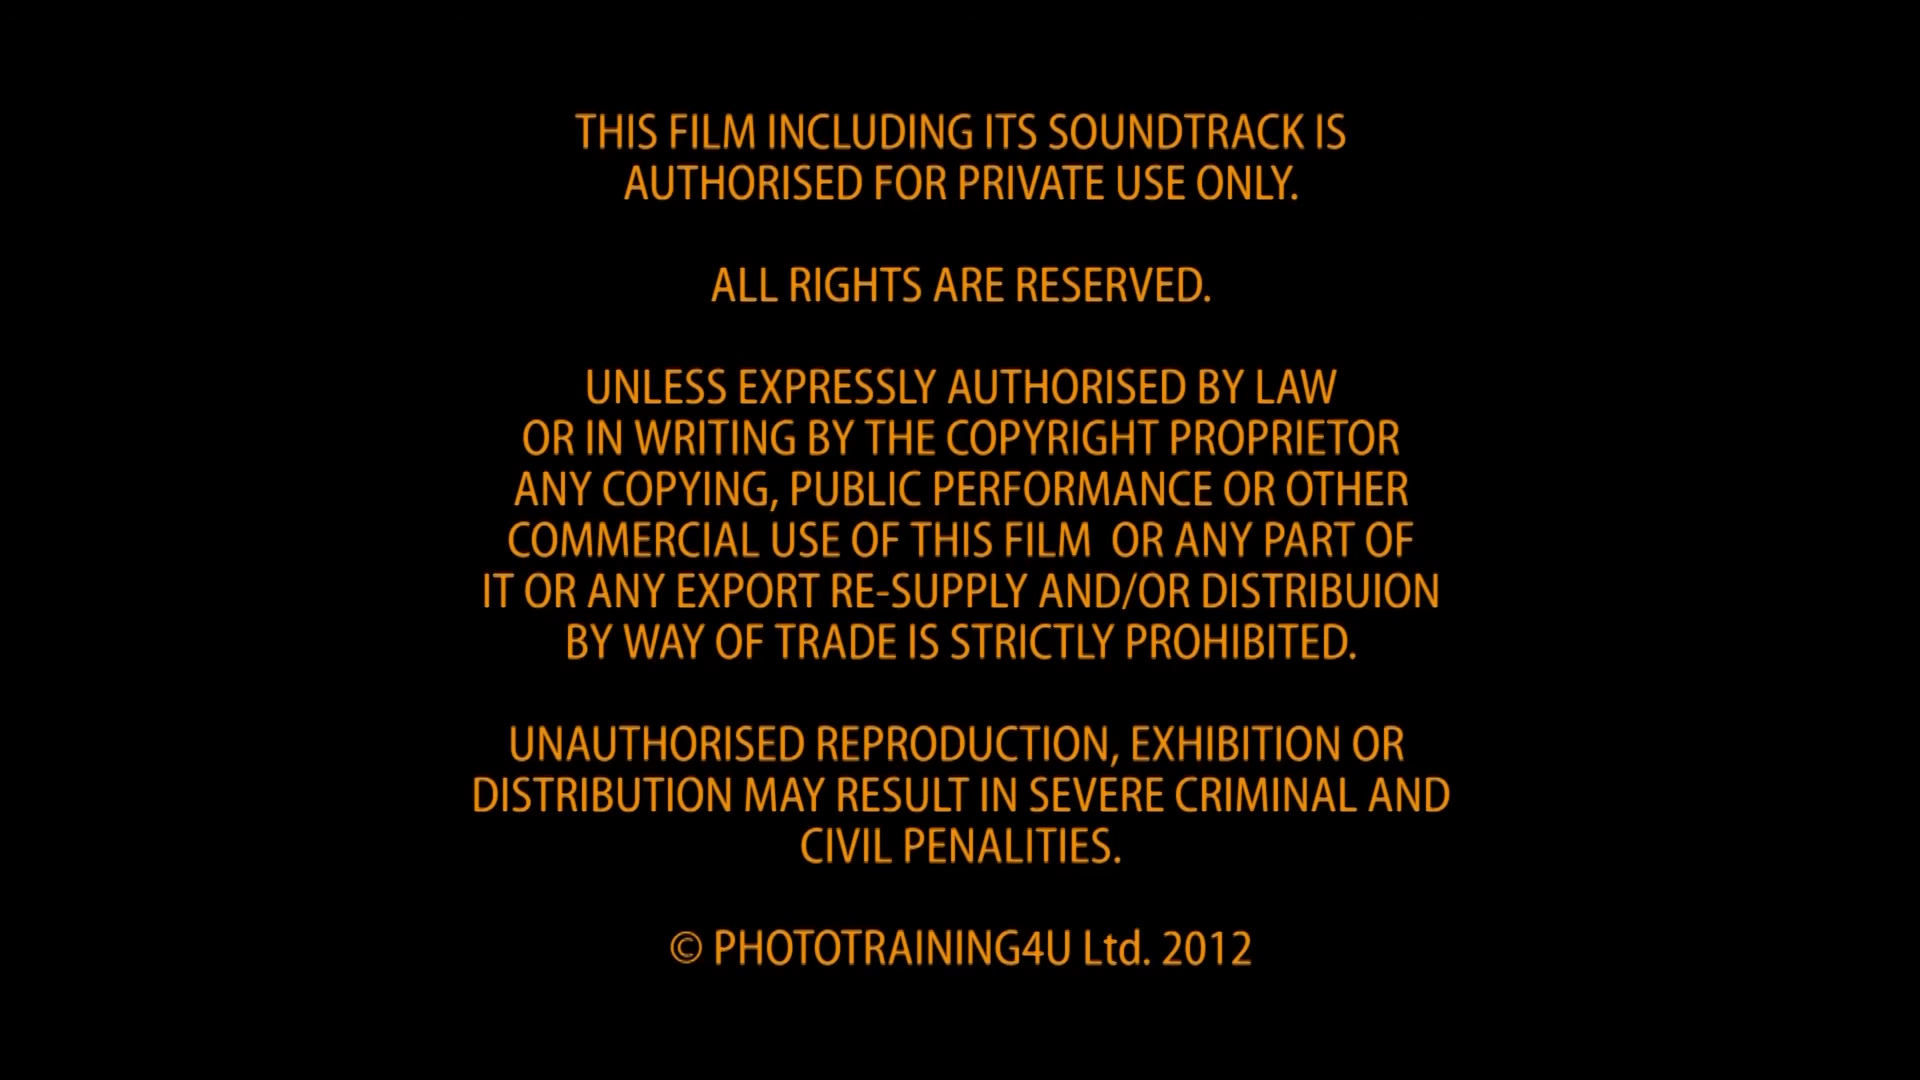 THIS FILM INCLUDING ITS SOUNDTRACK IS
AUTHORISED FOR PRIVATE USE ONLY.
ALL RIGHTS ARE RESERVED.
UNLESS EXPRESSLY AUTHORISED BY LAW
OR IN WRITING BY THE COPYRIGHT PROPRIETOR
ANY COPYING, PUBLIC PERFORMANCE OR OTHER
COMMERCIAL USE OF THIS FILM  OR ANY PART OF
IT OR ANY EXPORT RE-SUPPLY AND/OR DISTRIBUION
BY WAY OF TRADE IS STRICTLY PROHIBITED.
UNAUTHORISED REPRODUCTION, EXHIBITION OR
DISTRIBUTION MAY RESULT IN SEVERE CRIMINAL AND
CIVIL PENALITIES.
© PHOTOTRAINING4U Ltd. 2012